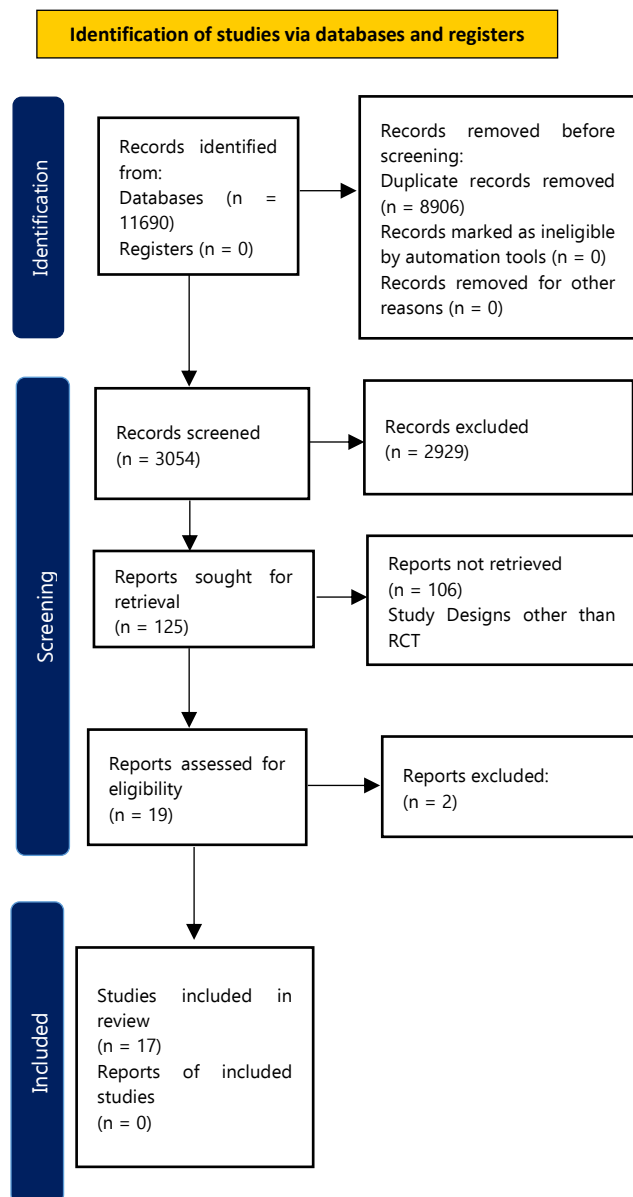 Identification of studies via databases and registers
Identification
Records identified
from:
Databases (n =
11690)
Registers (n = 0)
Records removed before
screening:
Duplicate records removed
(n = 8906)
Records marked as ineligible
by automation tools (n = 0)
Records removed for other
reasons (n = 0)
Screening
Records screened
(n = 3054)
Records excluded
(n = 2929)
Reports sought for
retrieval
(n = 125)
Reports not retrieved
(n = 106)
Study Designs other than
RCT
Reports assessed for
eligibility
(n = 19)
Reports excluded:
(n = 2)
Included
Studies included in
review
(n = 17)
Reports of included
studies
(n = 0)